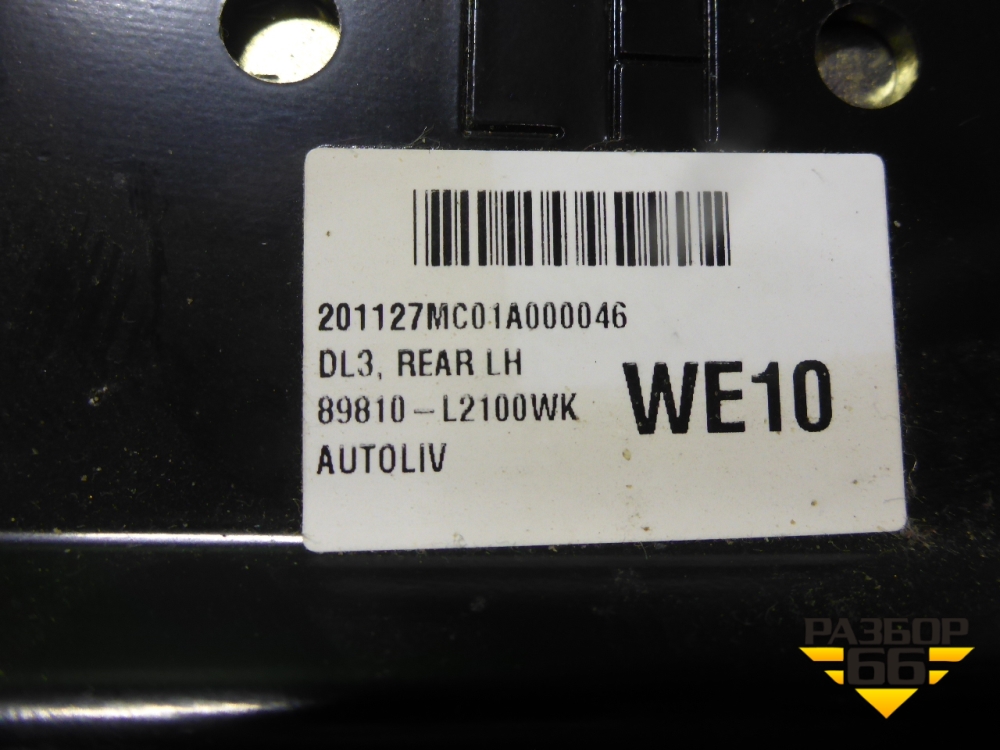 201127MC01A000046
DL3, REAR LH
89810-L2100WK
WE10
AUTOLIV
РАЗБОР
66